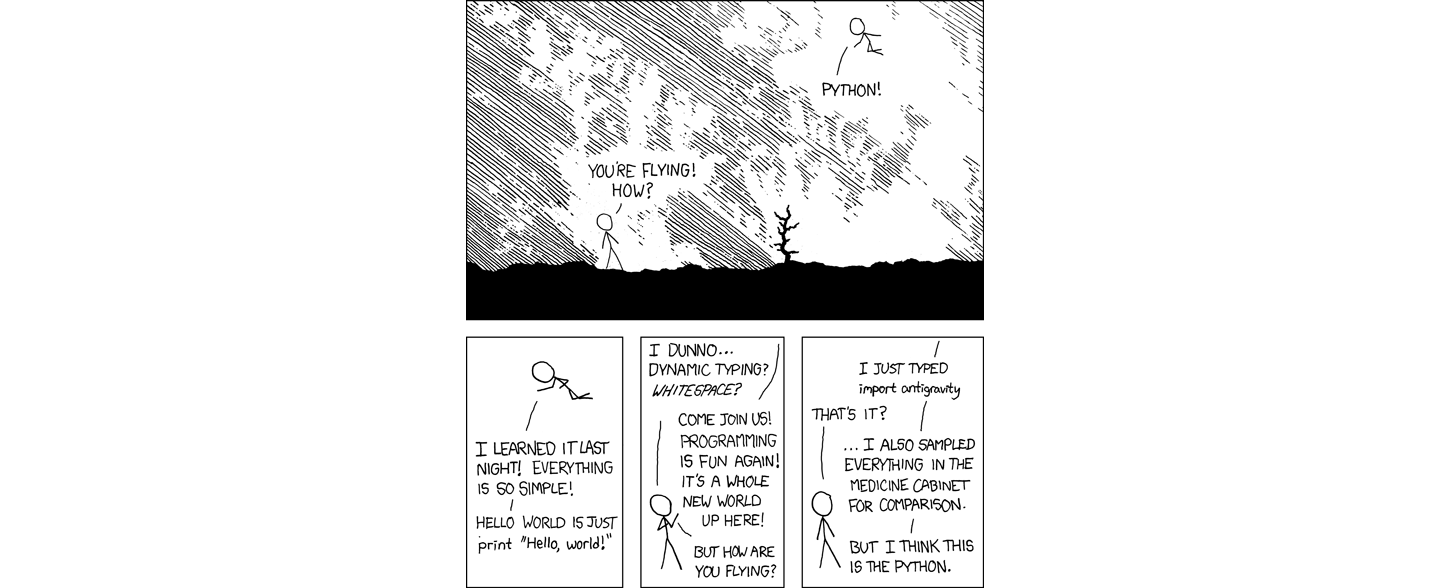 YOU'RE FLYING!
HOW?
PYTHON!
I LEARNED IT LAST
NIGHT! EVERYTHING
IS SO SIMPLE!
HELLO WORLD IS JUST
print "Hello, world!"
I DUNNO...
DYNAMIC TYPING?
WHITESPACE?
COME JOIN US!
PROGRAMMING
IS FUN AGAIN!
IT'S A WHOLE
NEW WORLD
UP HERE!
BUT HOW ARE
YOU FLYING?
I JUST TYPED
import antigravity
THAT'S IT?
...I ALSO SAMPLED
EVERYTHING IN THE
MEDICINE CABINET
FOR COMPARISON.
BUT I THINK THIS
IS THE PYTHON.